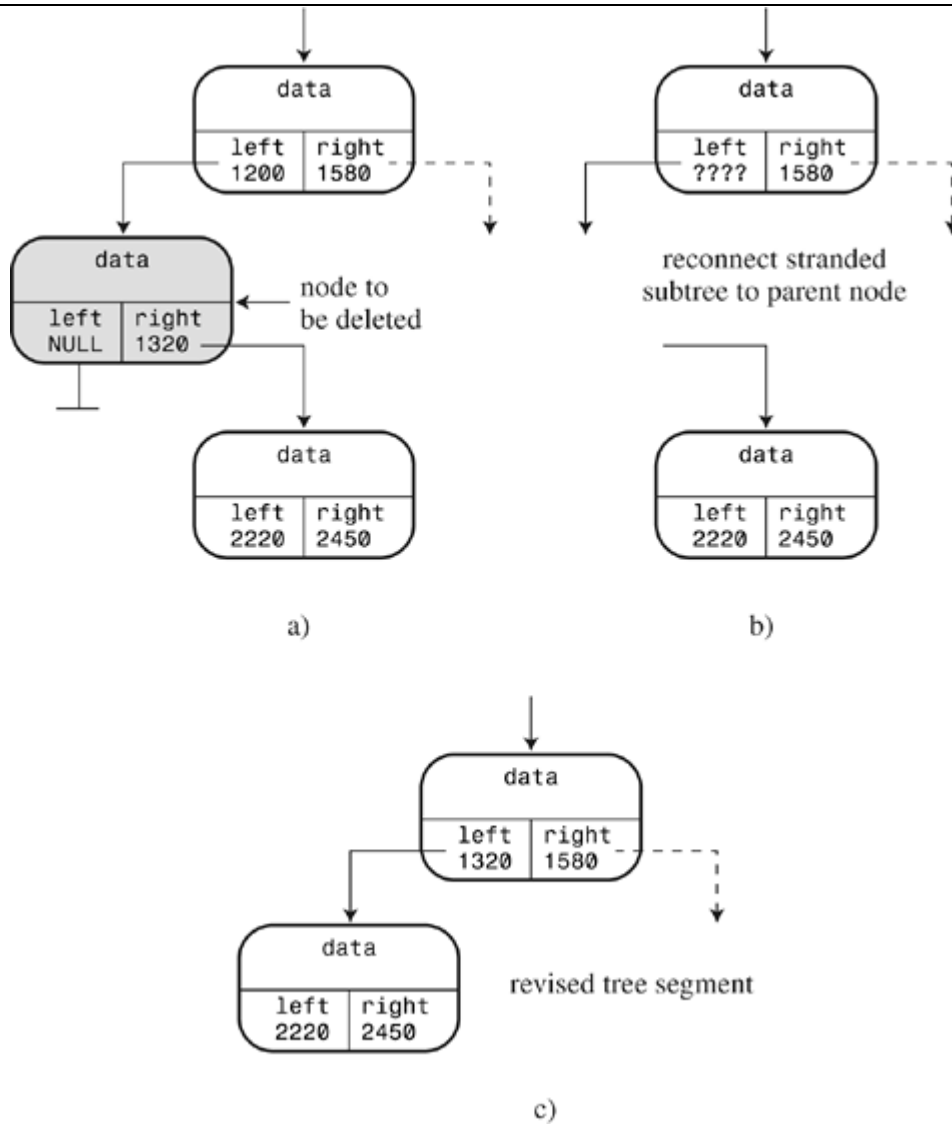 data
left right
1200 1580
data
left right
NULL 1320
node to
be deleted
data
left right
2220 2450
a)
data
left right
???? 1580
reconnect stranded
subtree to parent node
data
left right
2220 2450
b)
data
left right
1320 1580
data
left right
2220 2450
revised tree segment
c)